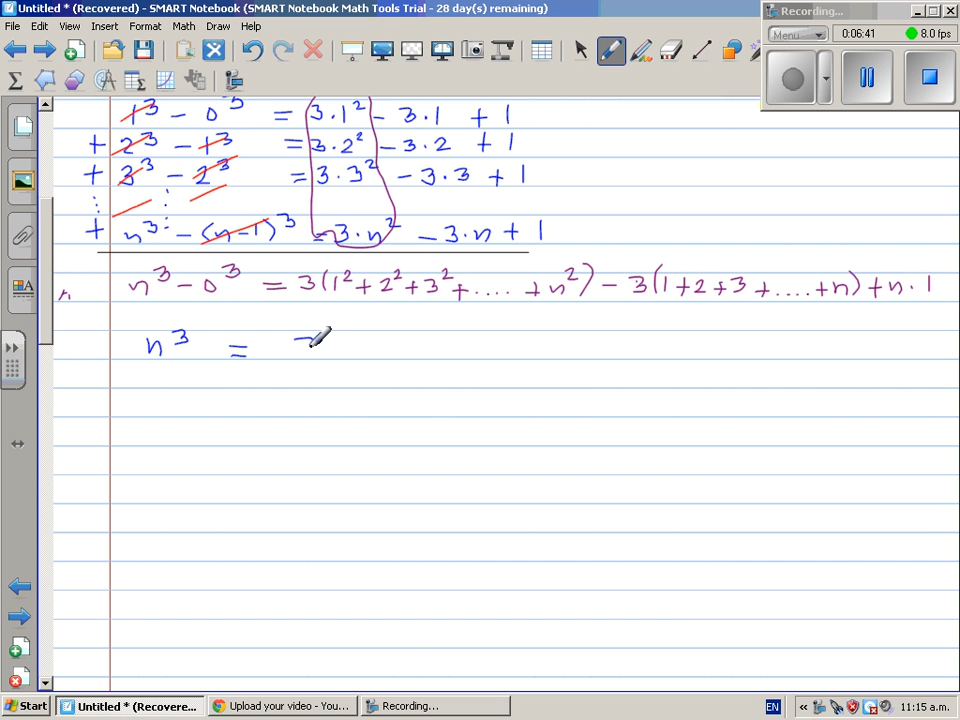 Untitled * (Recovered) - SMART Notebook (SMART Notebook Math Tools Trial - 28 day(s) remaining)
Recording...
File Edit View Insert Format Math Draw Help
Menu 0:06:41 8.0 fps
1³ - 0³ = 3·1² - 3·1 + 1
+ 2³ - 1³ = 3·2² - 3·2 + 1
+ 3³ - 2³ = 3·3² - 3·3 + 1
⋮ ⋮
+ n³ - (n-1)³ = 3·n² - 3·n + 1
n³ - 0³ = 3(1² + 2² + 3² + .... + n²) - 3(1+2+3+....+n) + n·1
n³ =
Start Untitled * (Recovere... Upload your video - You... Recording... EN « 11:15 a.m.